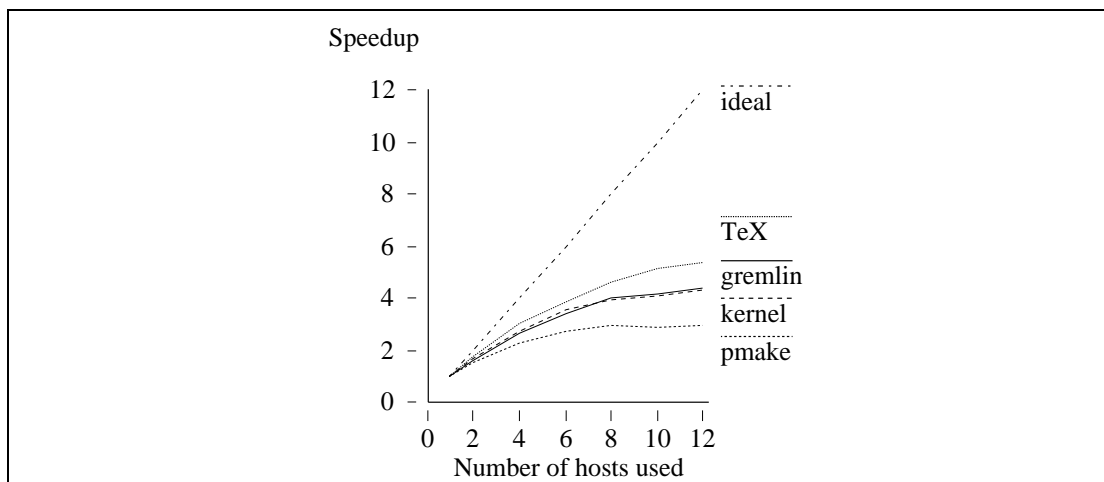 Speedup
12
10
8
6
4
2
0
0 2 4 6 8 10 12
Number of hosts used
ideal
TeX
gremlin
kernel
pmake